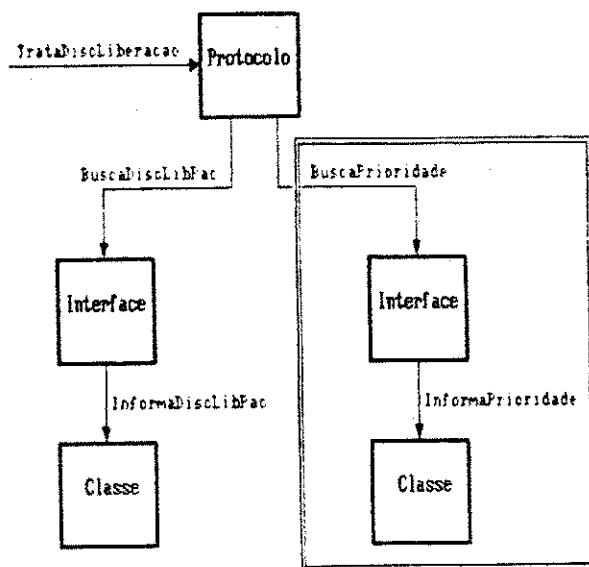 TrataDiscLiberacao
Protocolo
BuscaDiscLibPac
BuscaPrioridade
Interface
Interface
InformaDiscLibPac
InformaPrioridade
Classe
Classe